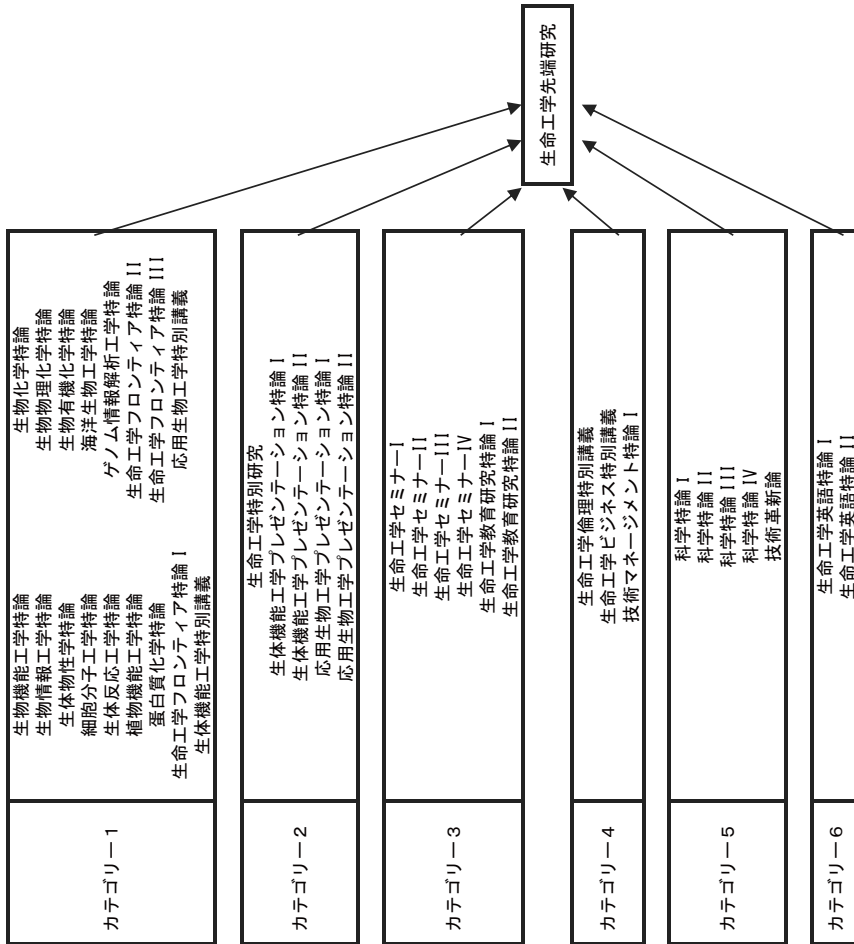 カテゴリー1
生物機能工学特論
生物情報工学特論
生体物性学特論
細胞分子工学特論
生体反応工学特論
植物機能工学特論
蛋白質化学特論
生命工学フロンティア特論 I
生体機能工学特別講義
生物化学特論
生物物理化学特論
生物有機化学特論
海洋生物工学特論
ゲノム情報解析工学特論
生命工学フロンティア特論 II
生命工学フロンティア特論 III
応用生物工学特別講義
カテゴリー2
生命工学特別研究
生体機能工学プレゼンテーション特論 I
生体機能工学プレゼンテーション特論 II
応用生物工学プレゼンテーション特論 I
応用生物工学プレゼンテーション特論 II
カテゴリー3
生命工学セミナーI
生命工学セミナーII
生命工学セミナーIII
生命工学セミナーIV
生命工学教育研究特論 I
生命工学教育研究特論 II
カテゴリー4
生命工学倫理特別講義
生命工学ビジネス特別講義
技術マネージメント特論 I
カテゴリー5
科学特論 I
科学特論 II
科学特論 III
科学特論 IV
技術革新論
カテゴリー6
生命工学英語特論 I
生命工学英語特論 II
生命工学先端研究